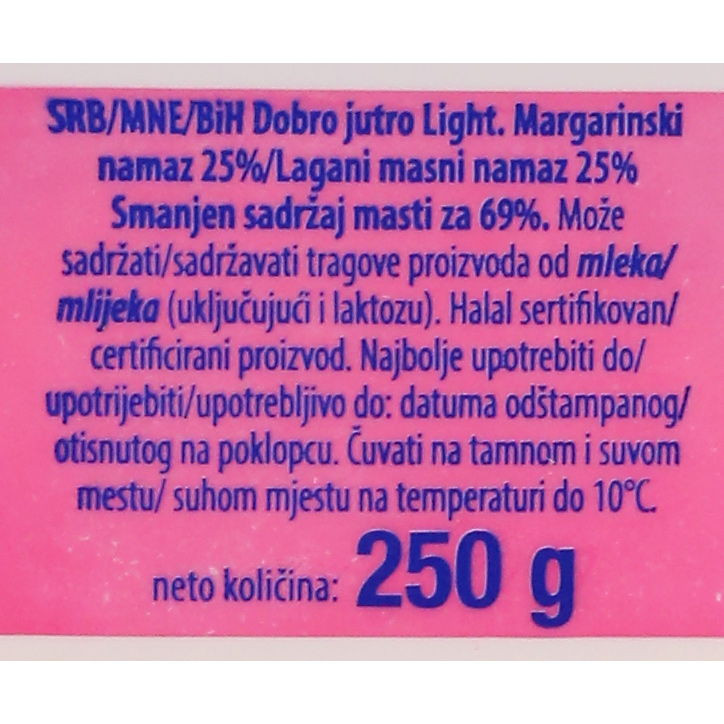 SRB/MNE/BiH Dobro jutro Light. Margarinski
namaz 25%/Lagani masni namaz 25%
Smanjen sadržaj masti za 69%. Može
sadržati/sadržavati tragove proizvoda od mleka/
mlijeka (uključujući i laktozu). Halal sertifikovan/
certificirani proizvod. Najbolje upotrebiti do/
upotrijebiti/upotrebljivo do: datuma odštampanog/
otisnutog na poklopcu. Čuvati na tamnom i suvom
mestu/ suhom mjestu na temperaturi do 10°C.
neto količina: 250 g